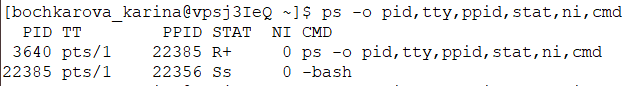 [bochkarova_karina@vpsj3IeQ ~]$ ps -o pid,tty,ppid,stat,ni,cmd
PID TT PPID STAT NI CMD
3640 pts/1 22385 R+ 0 ps -o pid,tty,ppid,stat,ni,cmd
22385 pts/1 22356 Ss 0 -bash